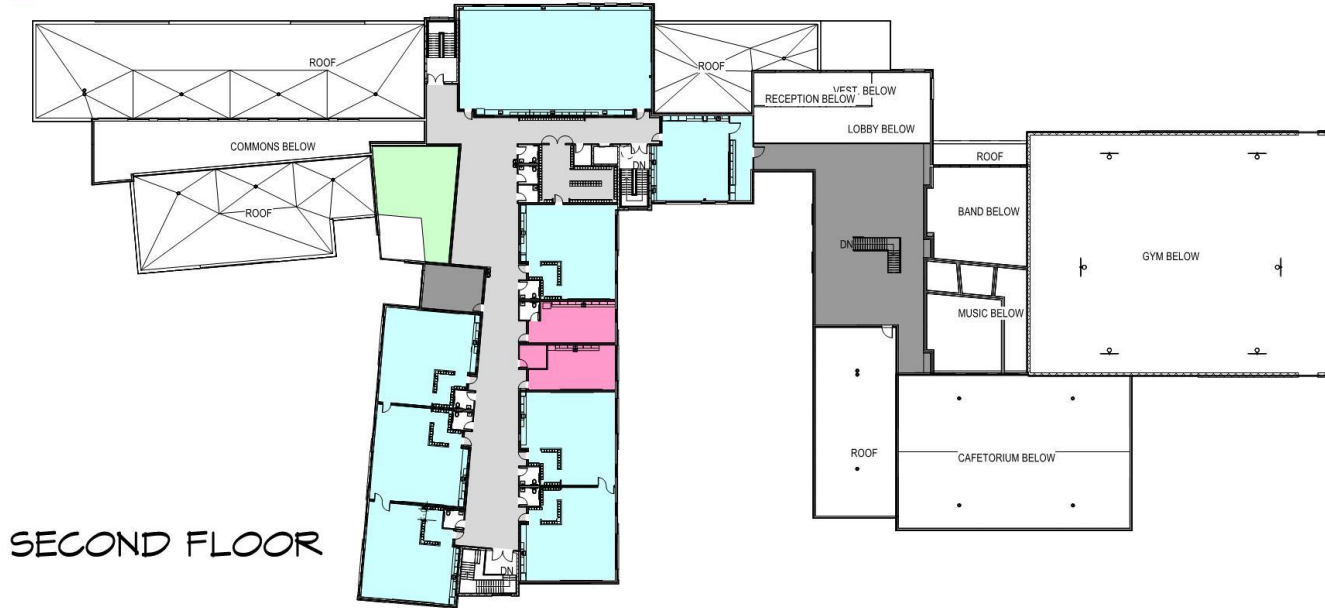 ROOF
ROOF
VEST. BELOW
RECEPTION BELOW
LOBBY BELOW
COMMONS BELOW
DN
ROOF
ROOF
BAND BELOW
DN
GYM BELOW
MUSIC BELOW
ROOF
CAFETORIUM BELOW
SECOND FLOOR
DN